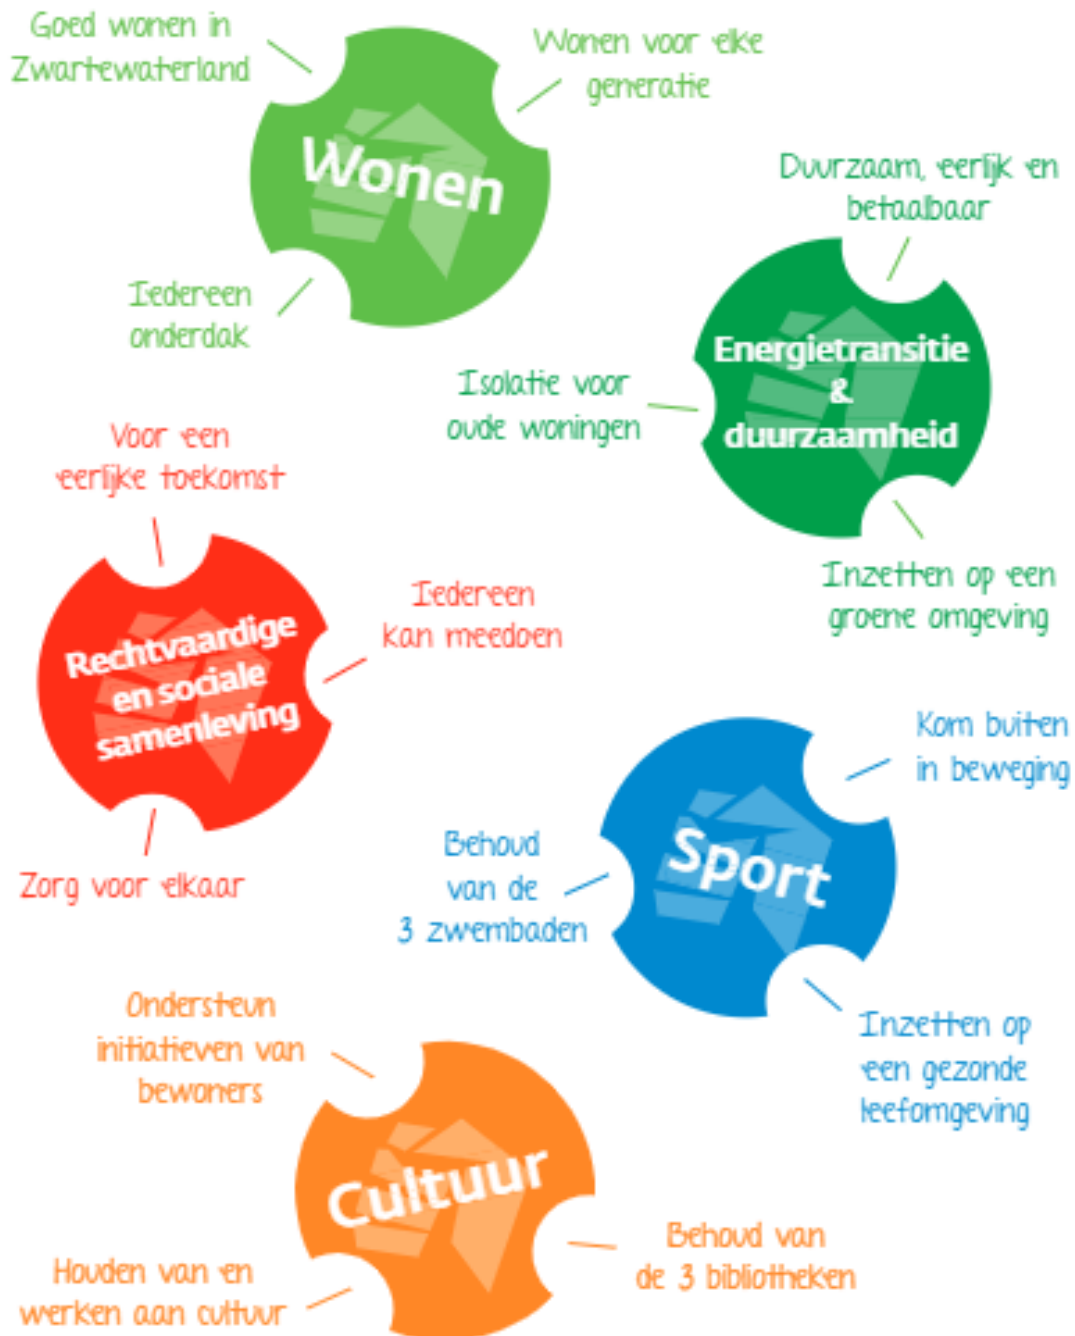 Goed wonen in
Zwartewaterland
Wonen voor elke
generatie
Wonen
Iedereen
onderdak
Duurzaam, eerlijk en
betaalbaar
Energietransitie
&
duurzaamheid
Isolatie voor
oude woningen
Inzetten op een
groene omgeving
Voor een
eerlijke toekomst
Rechtvaardige
en sociale
samenleving
Iedereen
kan meedoen
Zorg voor elkaar
Kom buiten
in beweging
Sport
Behoud
van de
3 zwembaden
Inzetten op
een gezonde
leefomgeving
Ondersteun
initiatieven van
bewoners
Cultuur
Behoud van
de 3 bibliotheken
Houden van en
werken aan cultuur